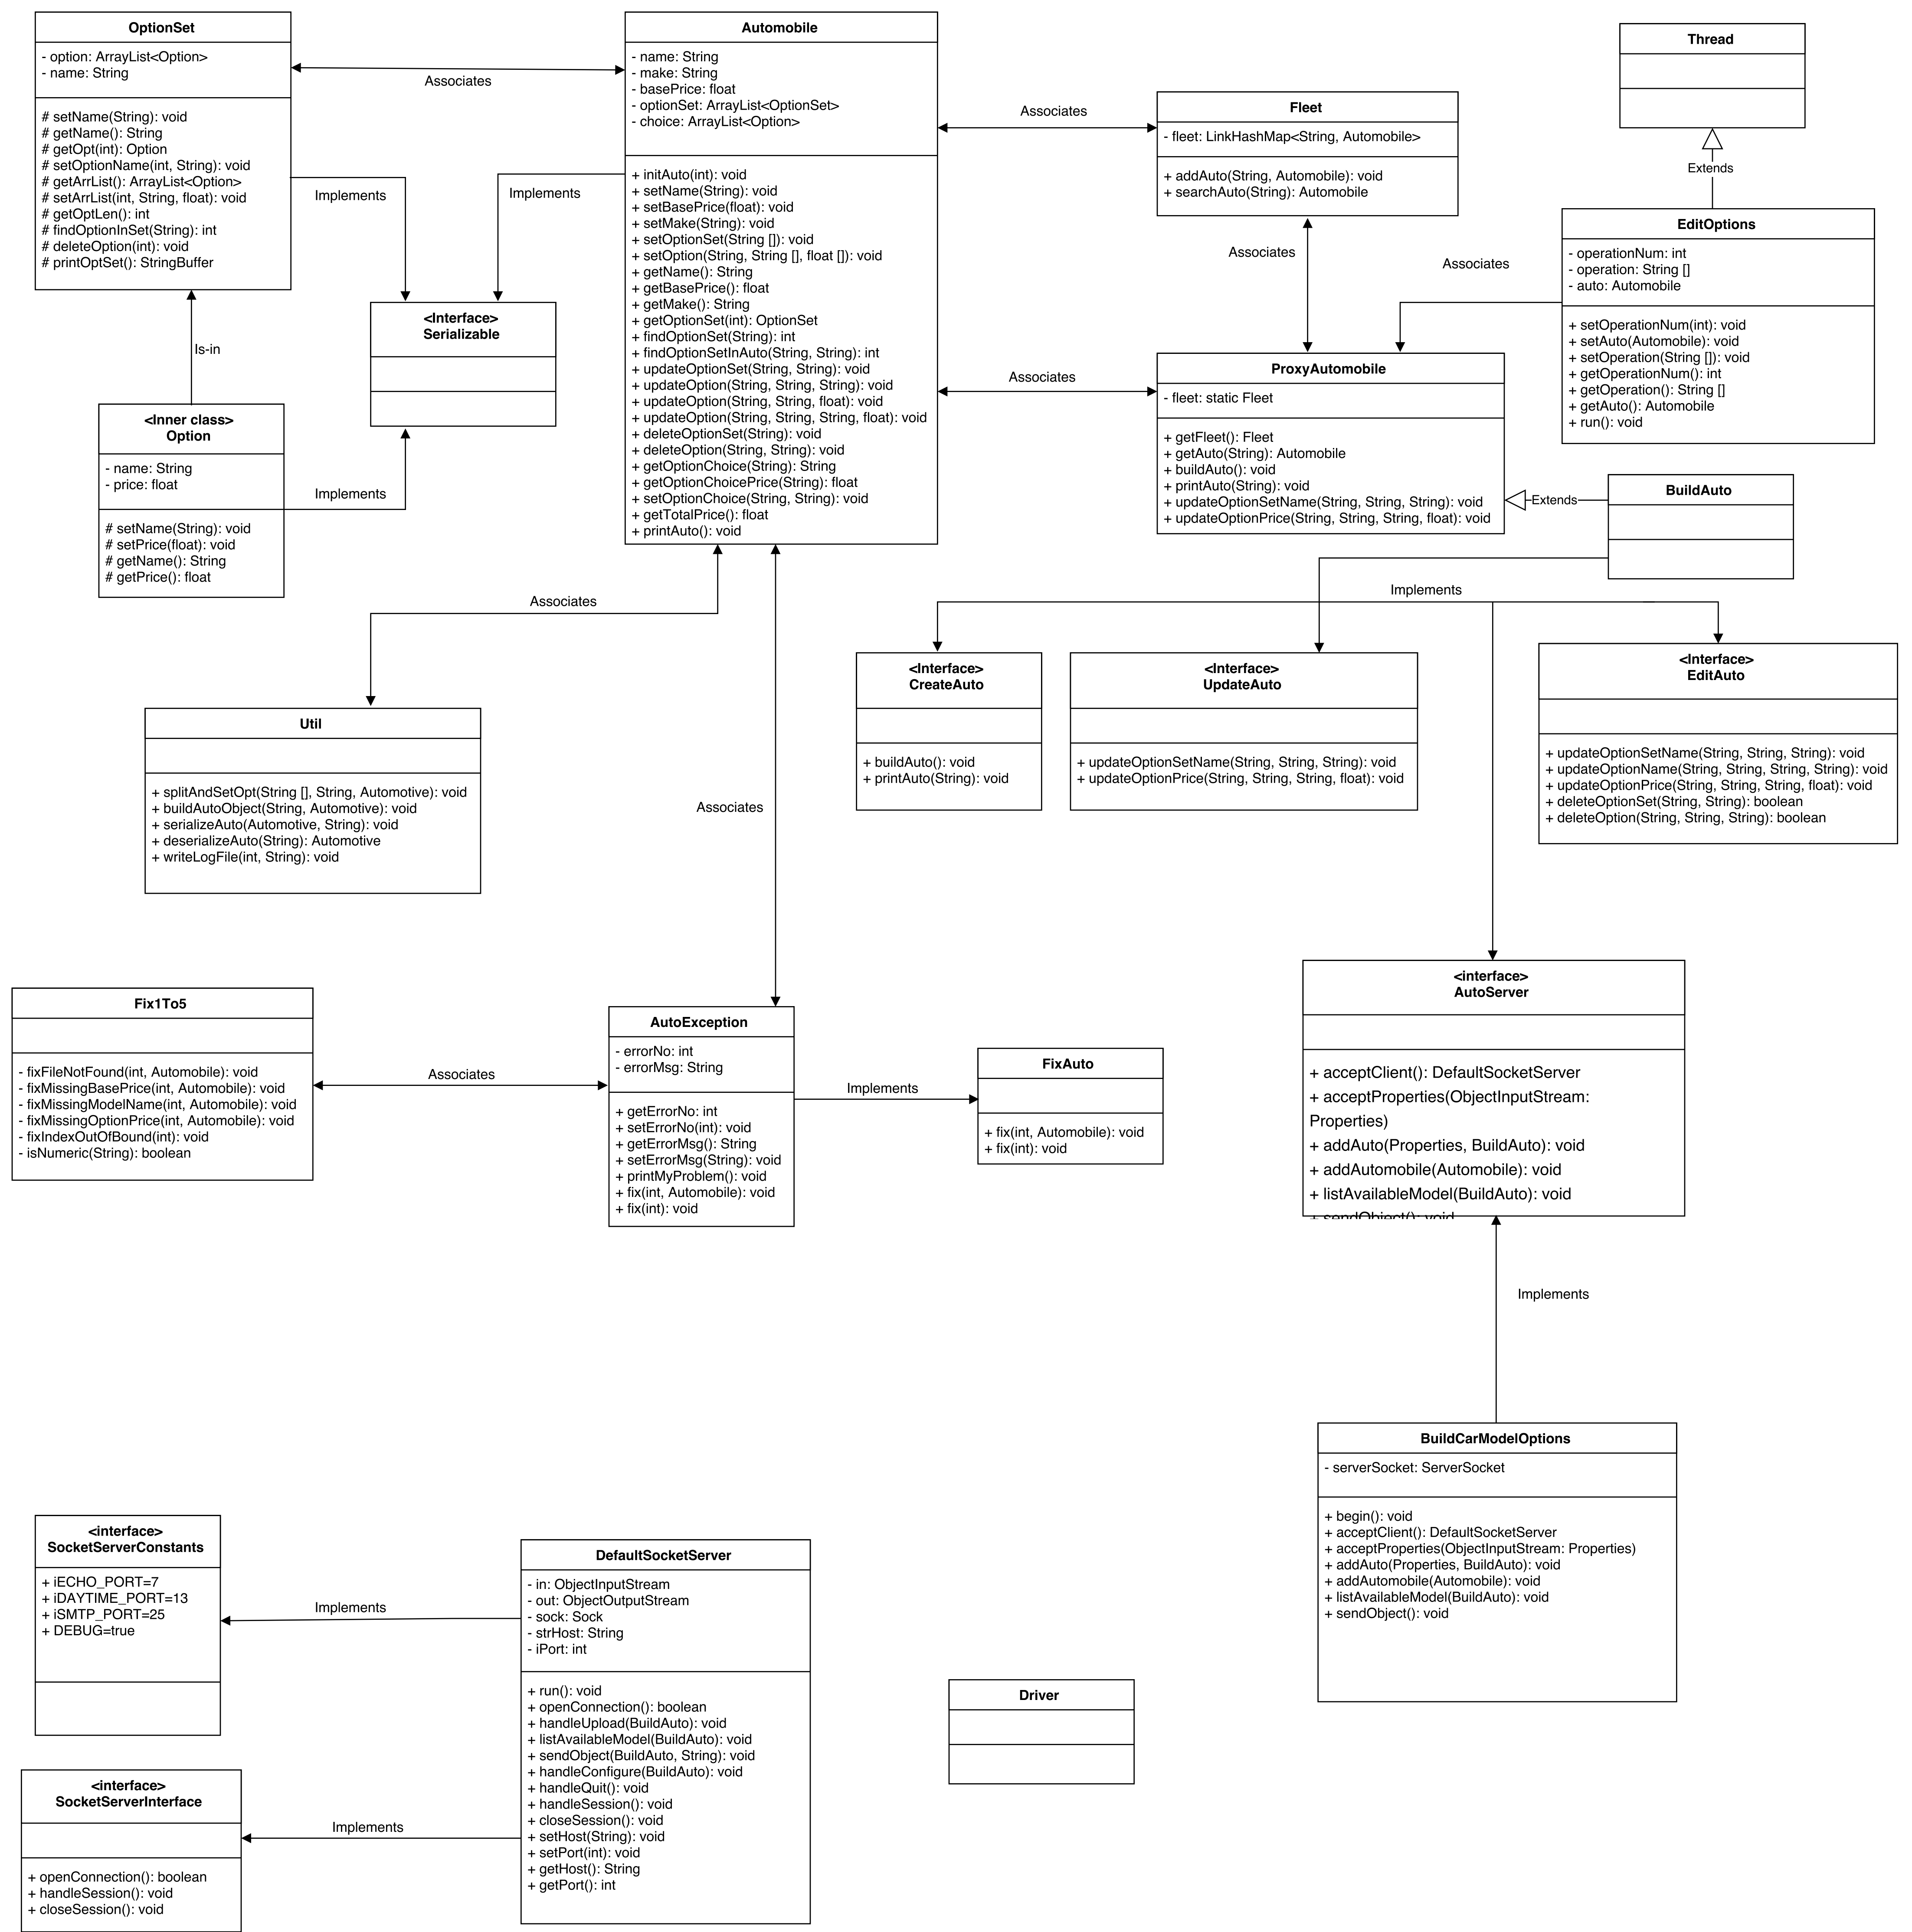 OptionSet
- option: ArrayList<Option>
- name: String
# setName(String): void
# getName(): String
# getOpt(int): Option
# setOptionName(int, String): void
# getArrList(): ArrayList<Option>
# setArrList(int, String, float): void
# getOptLen(): int
# findOptionInSet(String): int
# deleteOption(int): void
# printOptSet(): StringBuffer
Associates
Automobile
- name: String
- make: String
- basePrice: float
- optionSet: ArrayList<OptionSet>
- choice: ArrayList<Option>
+ initAuto(int): void
+ setName(String): void
+ setBasePrice(float): void
+ setMake(String): void
+ setOptionSet(String []): void
+ setOption(String, String [], float []): void
+ getName(): String
+ getBasePrice(): float
+ getMake(): String
+ getOptionSet(int): OptionSet
+ findOptionSet(String): int
+ findOptionSetInAuto(String, String): int
+ updateOptionSet(String, String): void
+ updateOption(String, String, String): void
+ updateOption(String, String, float): void
+ updateOption(String, String, String, float): void
+ deleteOptionSet(String): void
+ deleteOption(String, String): void
+ getOptionChoice(String): String
+ getOptionChoicePrice(String): float
+ setOptionChoice(String, String): void
+ getTotalPrice(): float
+ printAuto(): void
Associates
Fleet
- fleet: LinkHashMap<String, Automobile>
+ addAuto(String, Automobile): void
+ searchAuto(String): Automobile
Thread
Extends
EditOptions
- operationNum: int
- operation: String []
- auto: Automobile
+ setOperationNum(int): void
+ setAuto(Automobile): void
+ setOperation(String []): void
+ getOperationNum(): int
+ getOperation(): String []
+ getAuto(): Automobile
+ run(): void
Implements
Implements
Associates
Associates
<Interface>
Serializable
Is-in
<Inner class>
Option
- name: String
- price: float
# setName(String): void
# setPrice(float): void
# getName(): String
# getPrice(): float
Implements
Associates
ProxyAutomobile
- fleet: static Fleet
+ getFleet(): Fleet
+ getAuto(String): Automobile
+ buildAuto(): void
+ printAuto(String): void
+ updateOptionSetName(String, String, String): void
+ updateOptionPrice(String, String, String, float): void
Extends
BuildAuto
Implements
Associates
<Interface>
CreateAuto
+ buildAuto(): void
+ printAuto(String): void
<Interface>
UpdateAuto
+ updateOptionSetName(String, String, String): void
+ updateOptionPrice(String, String, String, float): void
<Interface>
EditAuto
+ updateOptionSetName(String, String, String): void
+ updateOptionName(String, String, String, String): void
+ updateOptionPrice(String, String, String, float): void
+ deleteOptionSet(String, String): boolean
+ deleteOption(String, String, String): boolean
Util
+ splitAndSetOpt(String [], String, Automotive): void
+ buildAutoObject(String, Automotive): void
+ serializeAuto(Automotive, String): void
+ deserializeAuto(String): Automotive
+ writeLogFile(int, String): void
Associates
Fix1To5
- fixFileNotFound(int, Automobile): void
- fixMissingBasePrice(int, Automobile): void
- fixMissingModelName(int, Automobile): void
- fixMissingOptionPrice(int, Automobile): void
- fixIndexOutOfBound(int): void
- isNumeric(String): boolean
Associates
AutoException
- errorNo: int
- errorMsg: String
+ getErrorNo: int
+ setErrorNo(int): void
+ getErrorMsg(): String
+ setErrorMsg(String): void
+ printMyProblem(): void
+ fix(int, Automobile): void
+ fix(int): void
Implements
FixAuto
+ fix(int, Automobile): void
+ fix(int): void
<interface>
AutoServer
+ acceptClient(): DefaultSocketServer
+ acceptProperties(ObjectInputStream:
Properties)
+ addAuto(Properties, BuildAuto): void
+ addAutomobile(Automobile): void
+ listAvailableModel(BuildAuto): void
+ sendObject(): void
Implements
BuildCarModelOptions
- serverSocket: ServerSocket
+ begin(): void
+ acceptClient(): DefaultSocketServer
+ acceptProperties(ObjectInputStream: Properties)
+ addAuto(Properties, BuildAuto): void
+ addAutomobile(Automobile): void
+ listAvailableModel(BuildAuto): void
+ sendObject(): void
<interface>
SocketServerConstants
+ iECHO_PORT=7
+ iDAYTIME_PORT=13
+ iSMTP_PORT=25
+ DEBUG=true
Implements
DefaultSocketServer
- in: ObjectInputStream
- out: ObjectOutputStream
- sock: Sock
- strHost: String
- iPort: int
+ run(): void
+ openConnection(): boolean
+ handleUpload(BuildAuto): void
+ listAvailableModel(BuildAuto): void
+ sendObject(BuildAuto, String): void
+ handleConfigure(BuildAuto): void
+ handleQuit(): void
+ handleSession(): void
+ closeSession(): void
+ setHost(String): void
+ setPort(int): void
+ getHost(): String
+ getPort(): int
Driver
<interface>
SocketServerInterface
+ openConnection(): boolean
+ handleSession(): void
+ closeSession(): void
Implements